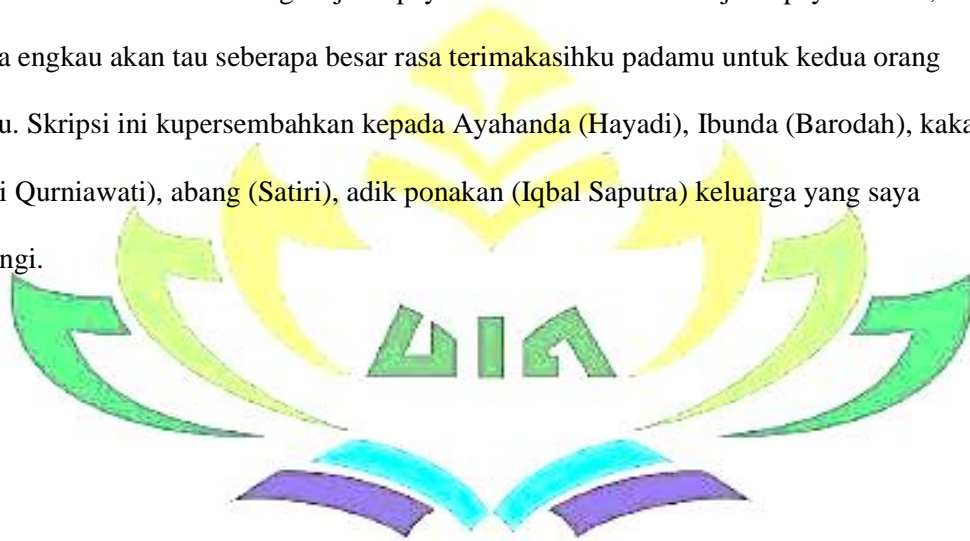 a engkau akan tau seberapa besar rasa terimakasihku padamu untuk kedua orang
u. Skripsi ini kupersembahkan kepada Ayahanda (Hayadi), Ibunda (Barodah), kaka
i Qurniawati), abang (Satiri), adik ponakan (Iqbal Saputra) keluarga yang saya
ngi.